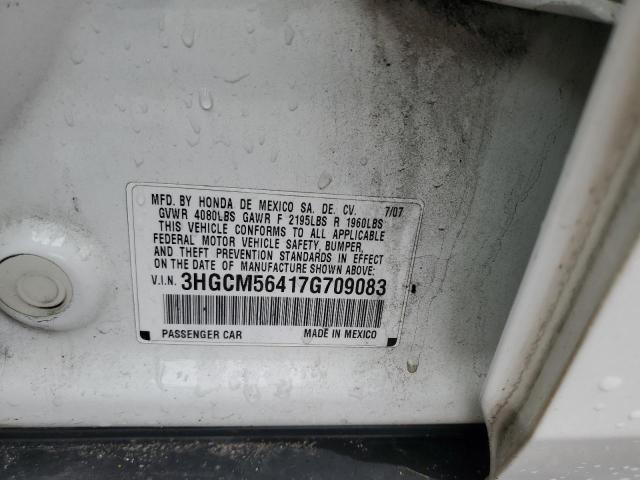 MFD. BY HONDA DE MEXICO SA. DE. CV. 7/07
GVWR 4080LBS GAWR F 2195LBS R 1960LBS
THIS VEHICLE CONFORMS TO ALL APPLICABLE
FEDERAL MOTOR VEHICLE SAFETY, BUMPER,
AND THEFT PREVENTION STANDARDS IN EFFECT
ON THE DATE OF MANUFACTURE SHOWN ABOVE.
V.I.N. 3HGCM56417G709083
PASSENGER CAR MADE IN MEXICO